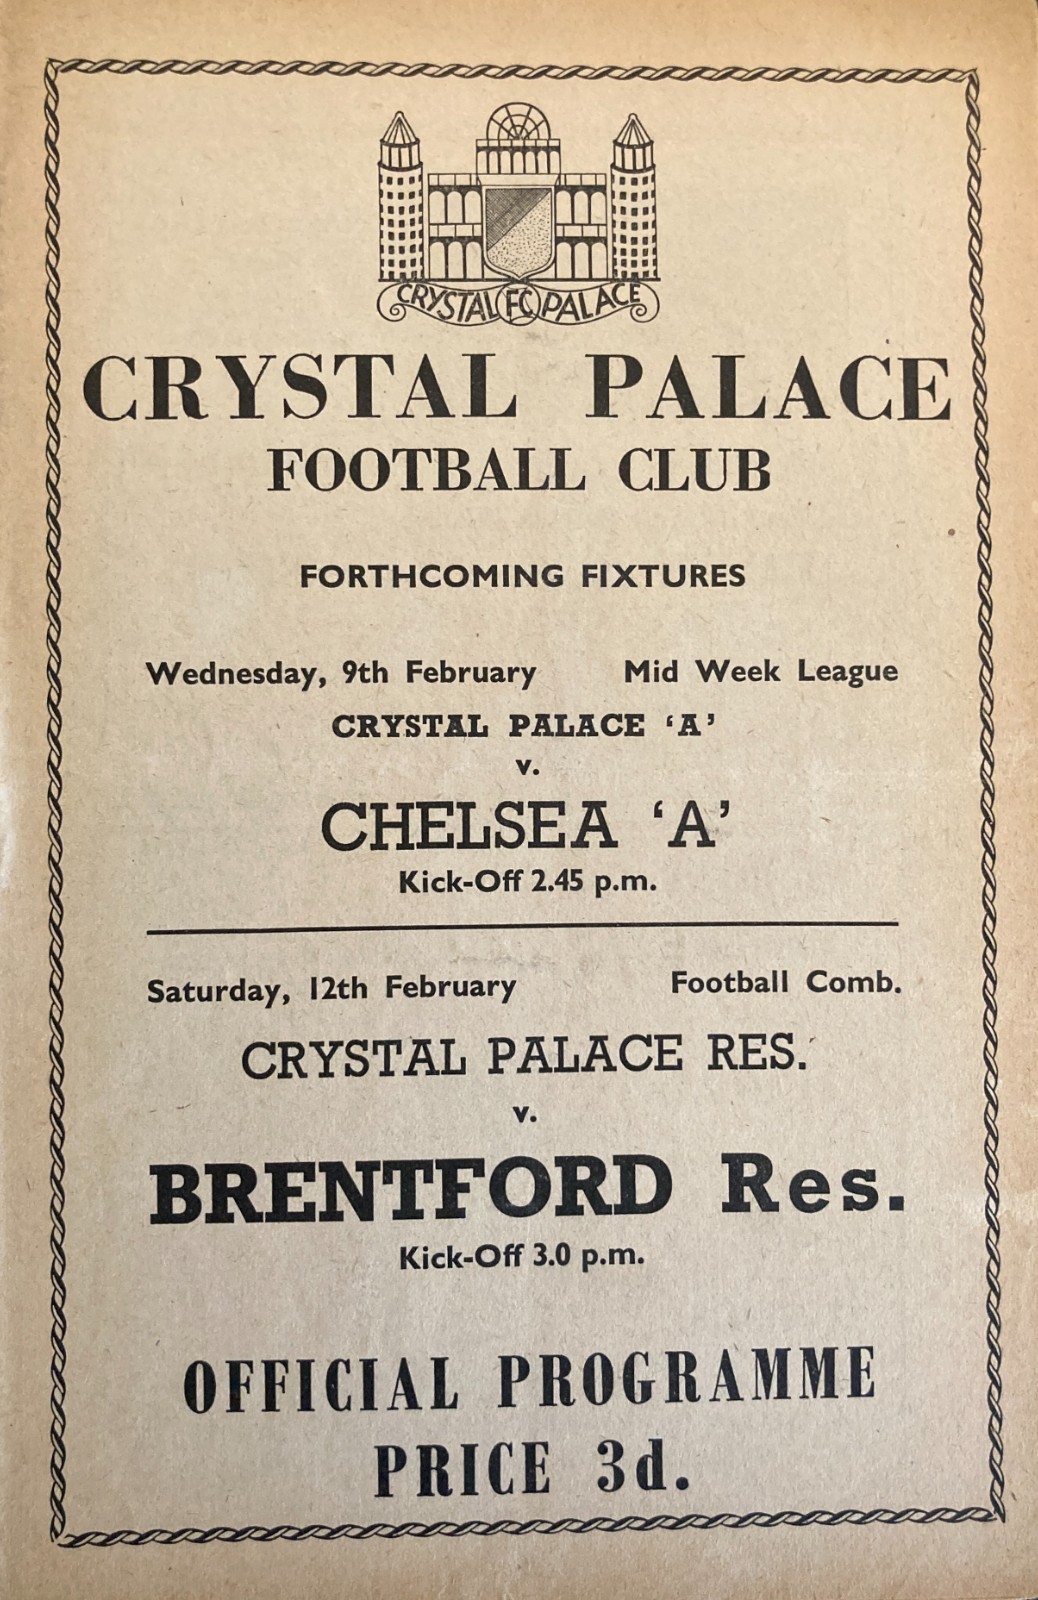 CRYSTAL FC PALACE
CRYSTAL PALACE
FOOTBALL CLUB
FORTHCOMING FIXTURES
Wednesday, 9th February Mid Week League
CRYSTAL PALACE ‘A’
v.
CHELSEA ‘A’
Kick-Off 2.45 p.m.
Saturday, 12th February Football Comb.
CRYSTAL PALACE RES.
v.
BRENTFORD Res.
Kick-Off 3.0 p.m.
OFFICIAL PROGRAMME
PRICE 3d.